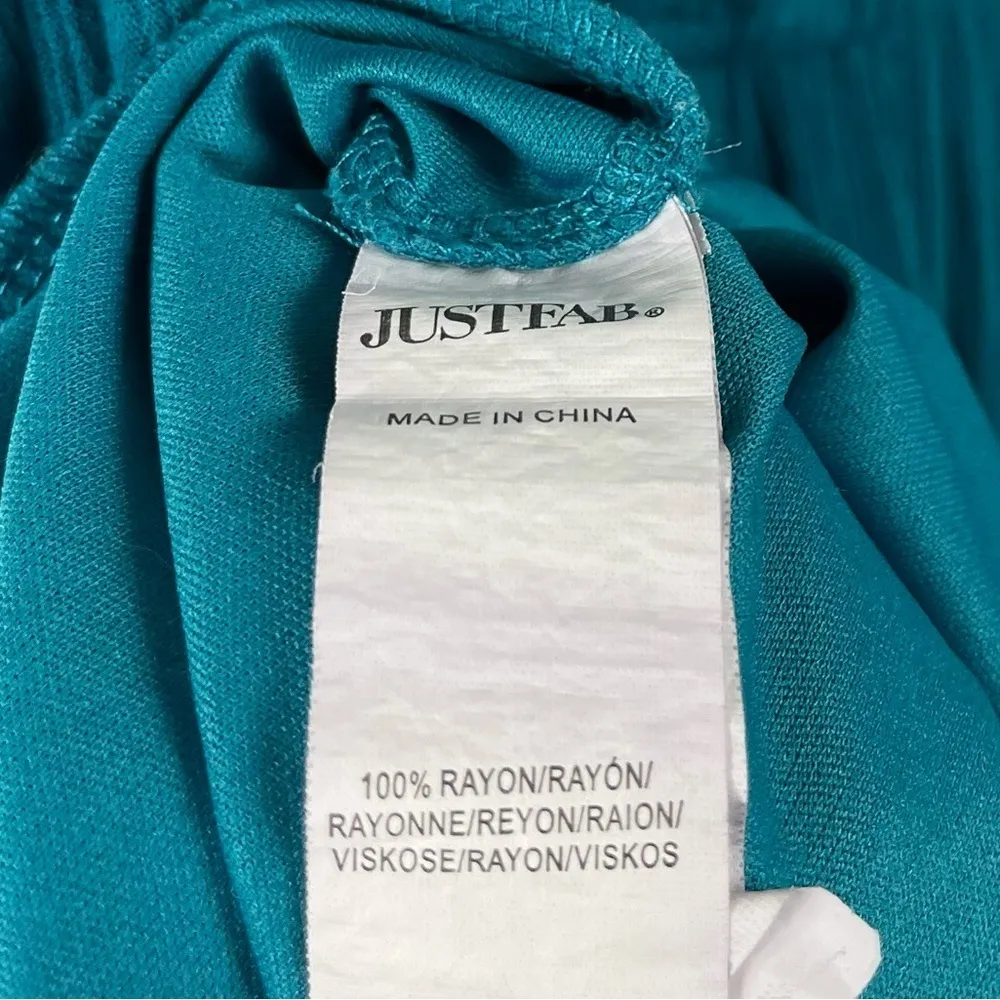 JUSTFAB®
MADE IN CHINA
100% RAYON/RAYÓN/
RAYONNE/REYON/RAION/
VISKOSE/RAYON/VISKOS